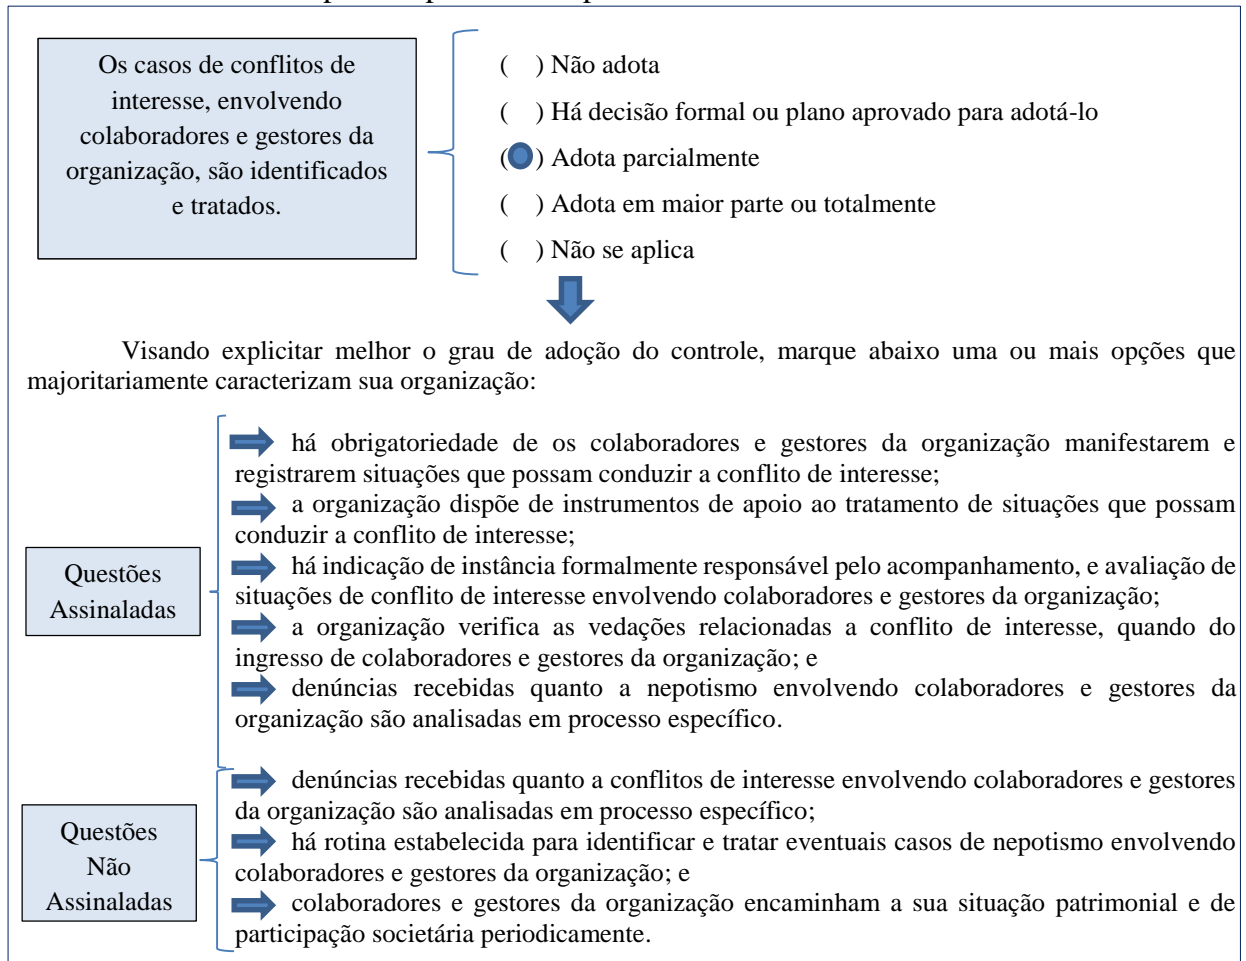 Os casos de conflitos de
interesse, envolvendo
colaboradores e gestores da
organização, são identificados
e tratados.
( ) Não adota
( ) Há decisão formal ou plano aprovado para adotá-lo
( ) Adota parcialmente
( ) Adota em maior parte ou totalmente
( ) Não se aplica
Visando explicitar melhor o grau de adoção do controle, marque abaixo uma ou mais opções que
majoritariamente caracterizam sua organização:
Questões
Assinaladas
há obrigatoriedade de os colaboradores e gestores da organização manifestarem e
registrarem situações que possam conduzir a conflito de interesse;
a organização dispõe de instrumentos de apoio ao tratamento de situações que possam
conduzir a conflito de interesse;
há indicação de instância formalmente responsável pelo acompanhamento, e avaliação de
situações de conflito de interesse envolvendo colaboradores e gestores da organização;
a organização verifica as vedações relacionadas a conflito de interesse, quando do
ingresso de colaboradores e gestores da organização; e
denúncias recebidas quanto a nepotismo envolvendo colaboradores e gestores da
organização são analisadas em processo específico.
Questões
Não
Assinaladas
denúncias recebidas quanto a conflitos de interesse envolvendo colaboradores e gestores
da organização são analisadas em processo específico;
há rotina estabelecida para identificar e tratar eventuais casos de nepotismo envolvendo
colaboradores e gestores da organização; e
colaboradores e gestores da organização encaminham a sua situação patrimonial e de
participação societária periodicamente.